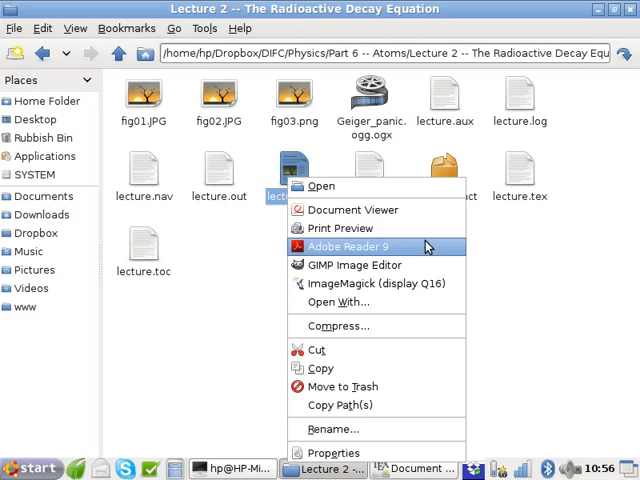 Lecture 2 -- The Radioactive Decay Equation
File Edit View Bookmarks Go Tools Help
/home/hp/Dropbox/DIFC/Physics/Part 6 -- Atoms/Lecture 2 -- The Radioactive Decay Equ
Places
Home Folder
Desktop
Rubbish Bin
Applications
SYSTEM
Documents
Downloads
Dropbox
Music
Pictures
Videos
www
fig01.JPG
fig02.JPG
fig03.png
Geiger_panic.
ogg.ogx
lecture.aux
lecture.log
lecture.nav
lecture.out
lecture.tex
lecture.toc
Open
Document Viewer
Print Preview
Adobe Reader 9
GIMP Image Editor
ImageMagick (display Q16)
Open With...
Compress...
Cut
Copy
Move to Trash
Copy Path(s)
Rename...
Properties
start
hp@HP-Mi...
Lecture 2 -...
Document ...
10:56